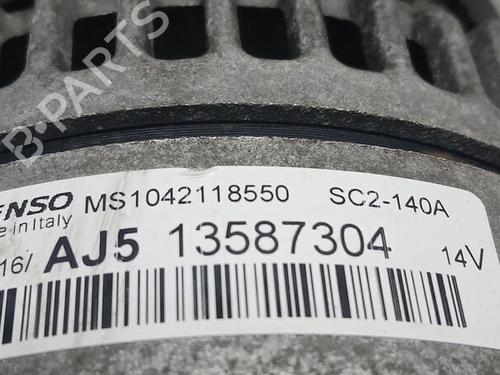 B-PARTS
ENSO MS1042118550 SC2-140A
e in Italy
16/ AJ5 13587304 14V